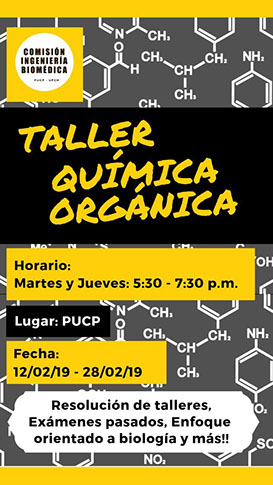 COMISIÓN
INGENIERÍA
BIOMÉDICA
PUCP - UPCH
TALLER
QUÍMICA
ORGÁNICA
Horario:
Martes y Jueves: 5:30 - 7:30 p.m.
Lugar: PUCP
Fecha:
12/02/19 - 28/02/19
Resolución de talleres,
Exámenes pasados, Enfoque
orientado a biología y más!!